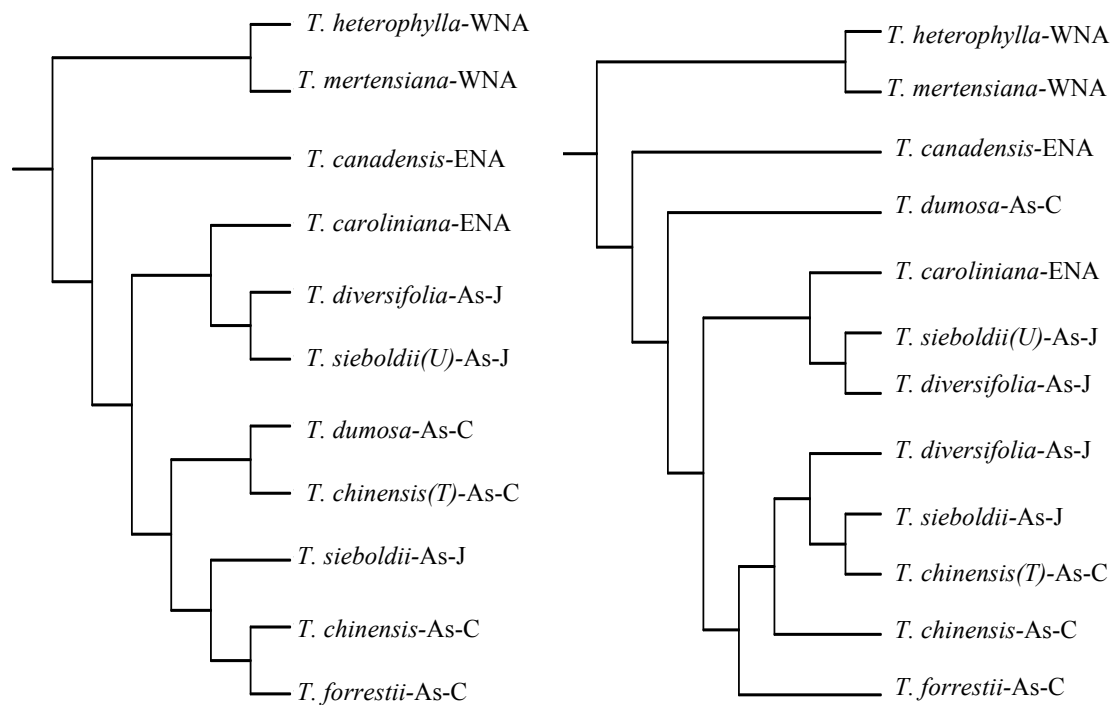 T. heterophylla-WNA
T. mertensiana-WNA
T. canadensis-ENA
T. caroliniana-ENA
T. diversifolia-As-J
T. sieboldii(U)-As-J
T. dumosa-As-C
T. chinensis(T)-As-C
T. sieboldii-As-J
T. chinensis-As-C
T. forrestii-As-C
T. heterophylla-WNA
T. mertensiana-WNA
T. canadensis-ENA
T. dumosa-As-C
T. caroliniana-ENA
T. sieboldii(U)-As-J
T. diversifolia-As-J
T. diversifolia-As-J
T. sieboldii-As-J
T. chinensis(T)-As-C
T. chinensis-As-C
T. forrestii-As-C